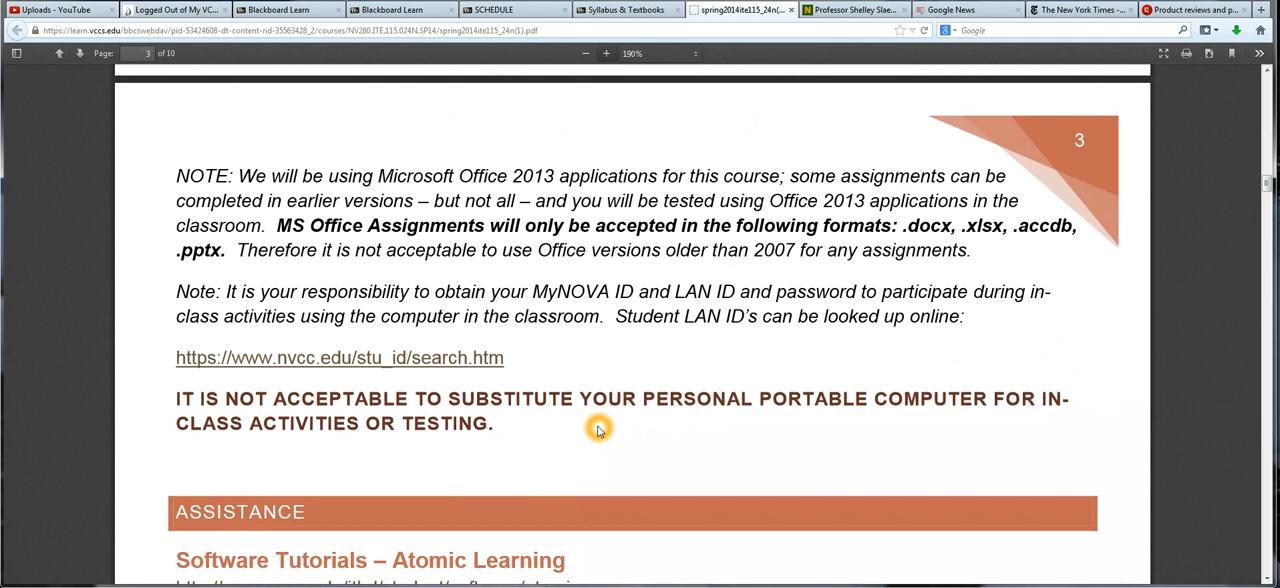 Uploads - YouTube
Logged Out of My VC...
Blackboard Learn
Blackboard Learn
SCHEDULE
Syllabus & Textbooks
spring2014ite115_24n(...
Professor Shelley Slae...
Google News
The New York Times -...
Product reviews and p...
https://learn.vccs.edu/bbcswebdav/pid-53424608-dt-content-rid-35563428_2/courses/NV280.ITE.115.024N.SP14/spring2014ite115_24n(1).pdf
Google
Page: 3 of 10
190%
3
NOTE: We will be using Microsoft Office 2013 applications for this course; some assignments can be
completed in earlier versions – but not all – and you will be tested using Office 2013 applications in the
classroom. MS Office Assignments will only be accepted in the following formats: .docx, .xlsx, .accdb,
.pptx. Therefore it is not acceptable to use Office versions older than 2007 for any assignments.
Note: It is your responsibility to obtain your MyNOVA ID and LAN ID and password to participate during in-
class activities using the computer in the classroom. Student LAN ID's can be looked up online:
https://www.nvcc.edu/stu_id/search.htm
IT IS NOT ACCEPTABLE TO SUBSTITUTE YOUR PERSONAL PORTABLE COMPUTER FOR IN-
CLASS ACTIVITIES OR TESTING.
ASSISTANCE
Software Tutorials – Atomic Learning